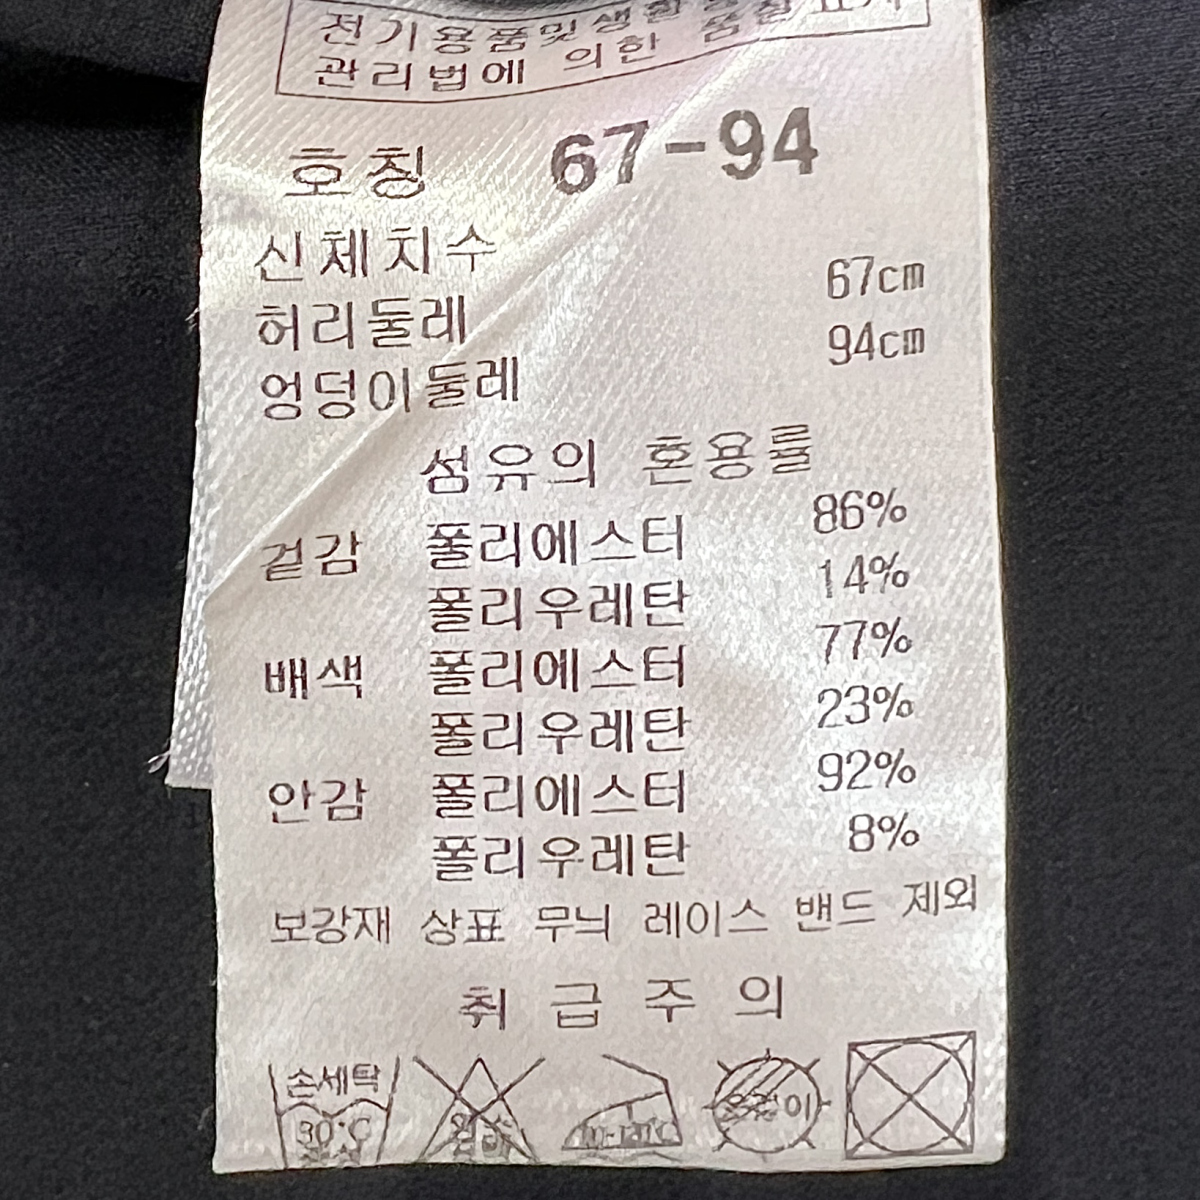 전기용품및생활용품 품질표시
관리법에 의한
호칭 67-94
신체치수
허리둘레 67cm
엉덩이둘레 94cm
섬유의 혼용률
겉감 폴리에스터 86%
폴리우레탄 14%
배색 폴리에스터 77%
폴리우레탄 23%
안감 폴리에스터 92%
폴리우레탄 8%
보강재 상표 무늬 레이스 밴드 제외
취급주의
손세탁
30°C